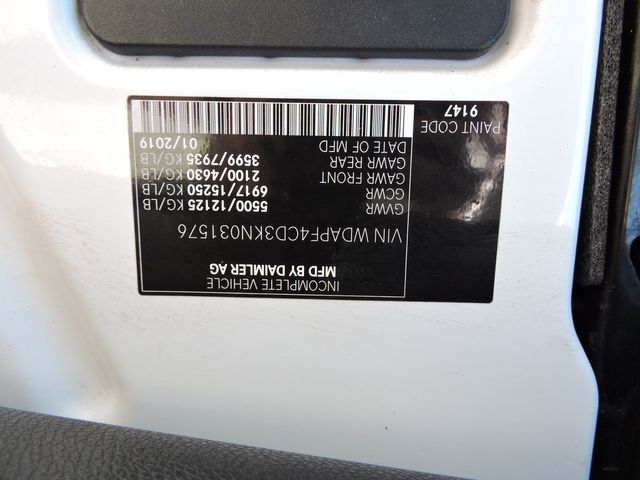 INCOMPLETE VEHICLE
MFD BY DAIMLER AG
VIN WDAPF4CD3KN031576
GVWR 5500/12125 KG/LB
GCWR 6917/15250 KG/LB
GAWR FRONT 2100/4630 KG/LB
GAWR REAR 3599/7935 KG/LB
DATE OF MFD 01/2019
PAINT CODE
9147